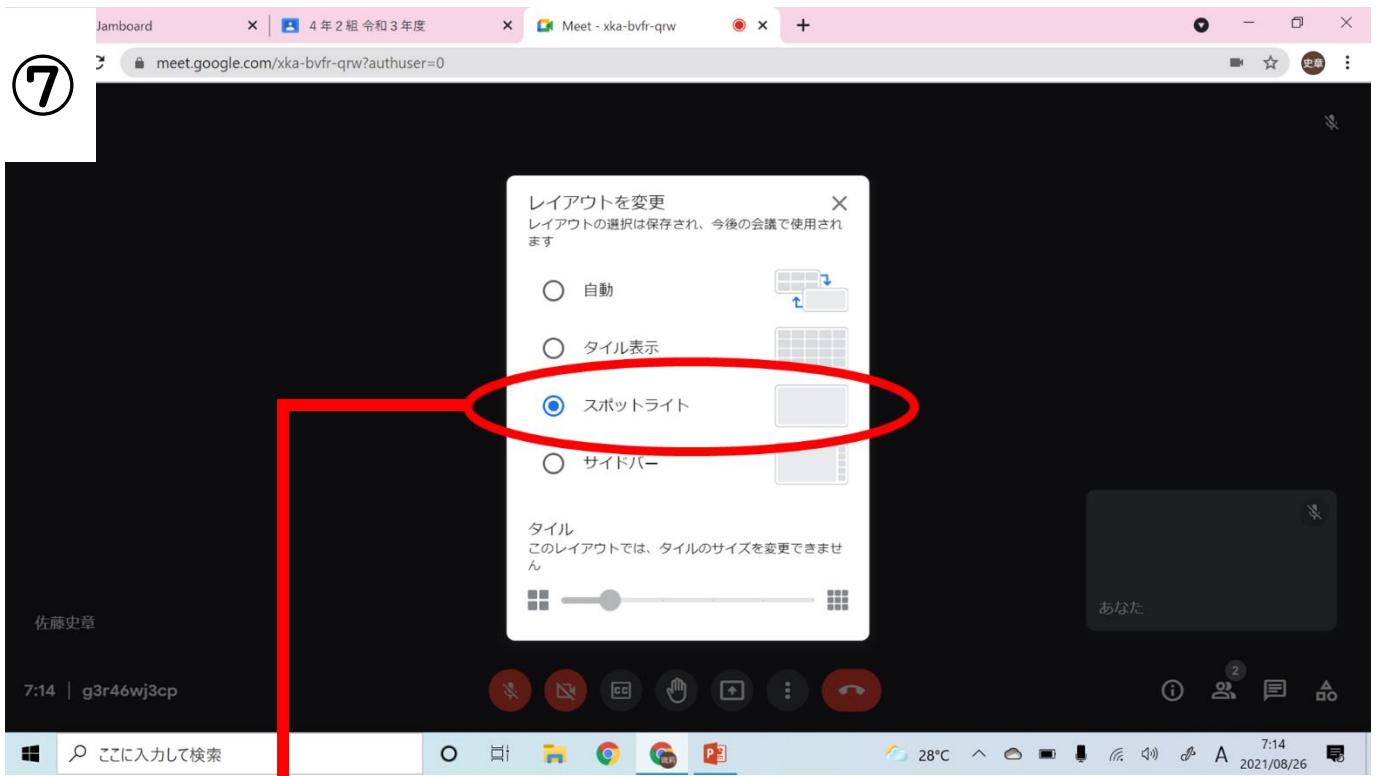 ⑦
Jamboard
4年2組 令和3年度
Meet - xka-bvfr-qrw
meet.google.com/xka-bvfr-qrw?authuser=0
史章
レイアウトを変更
レイアウトの選択は保存され、今後の会議で使用され
ます
自動
タイル表示
スポットライト
サイドバー
タイル
このレイアウトでは、タイルのサイズを変更できませ
ん
佐藤史章
あなた
7:14 | g3r46wj3cp
CC
2
ここに入力して検索
28°C
A
7:14
2021/08/26